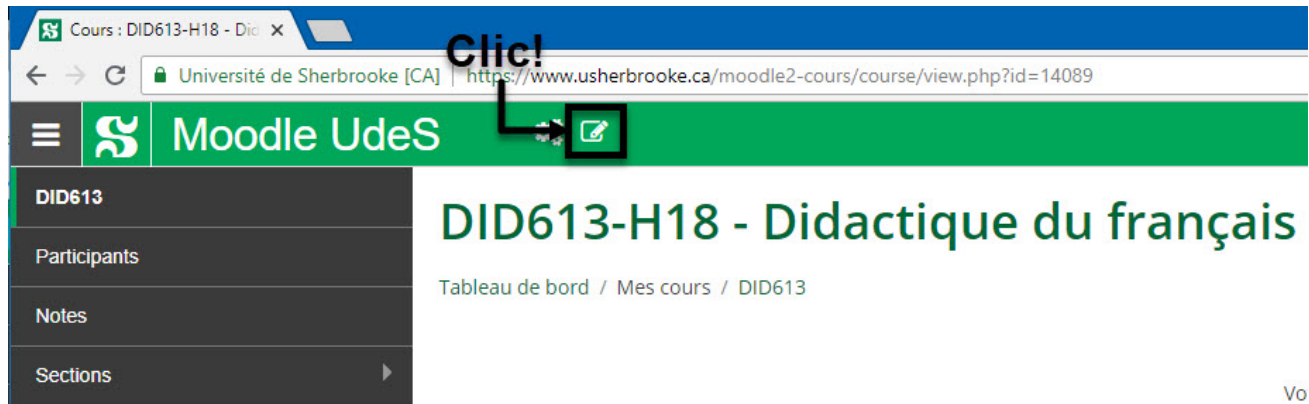 Cours : DID613-H18 - Did
Clic!
Université de Sherbrooke [CA] https://www.usherbrooke.ca/moodle2-cours/course/view.php?id=14089
Moodle UdeS
DID613
DID613-H18 - Didactique du français
Participants
Tableau de bord / Mes cours / DID613
Notes
Sections
Vo